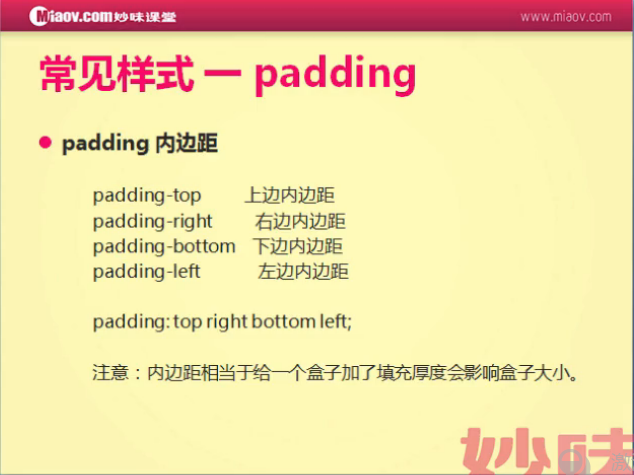 Miaov.com 妙味课堂
www.miaov.com
常见样式 — padding
padding 内边距
padding-top 上边内边距
padding-right 右边内边距
padding-bottom 下边内边距
padding-left 左边内边距
padding: top right bottom left;
注意：内边距相当于给一个盒子加了填充厚度会影响盒子大小。
妙味